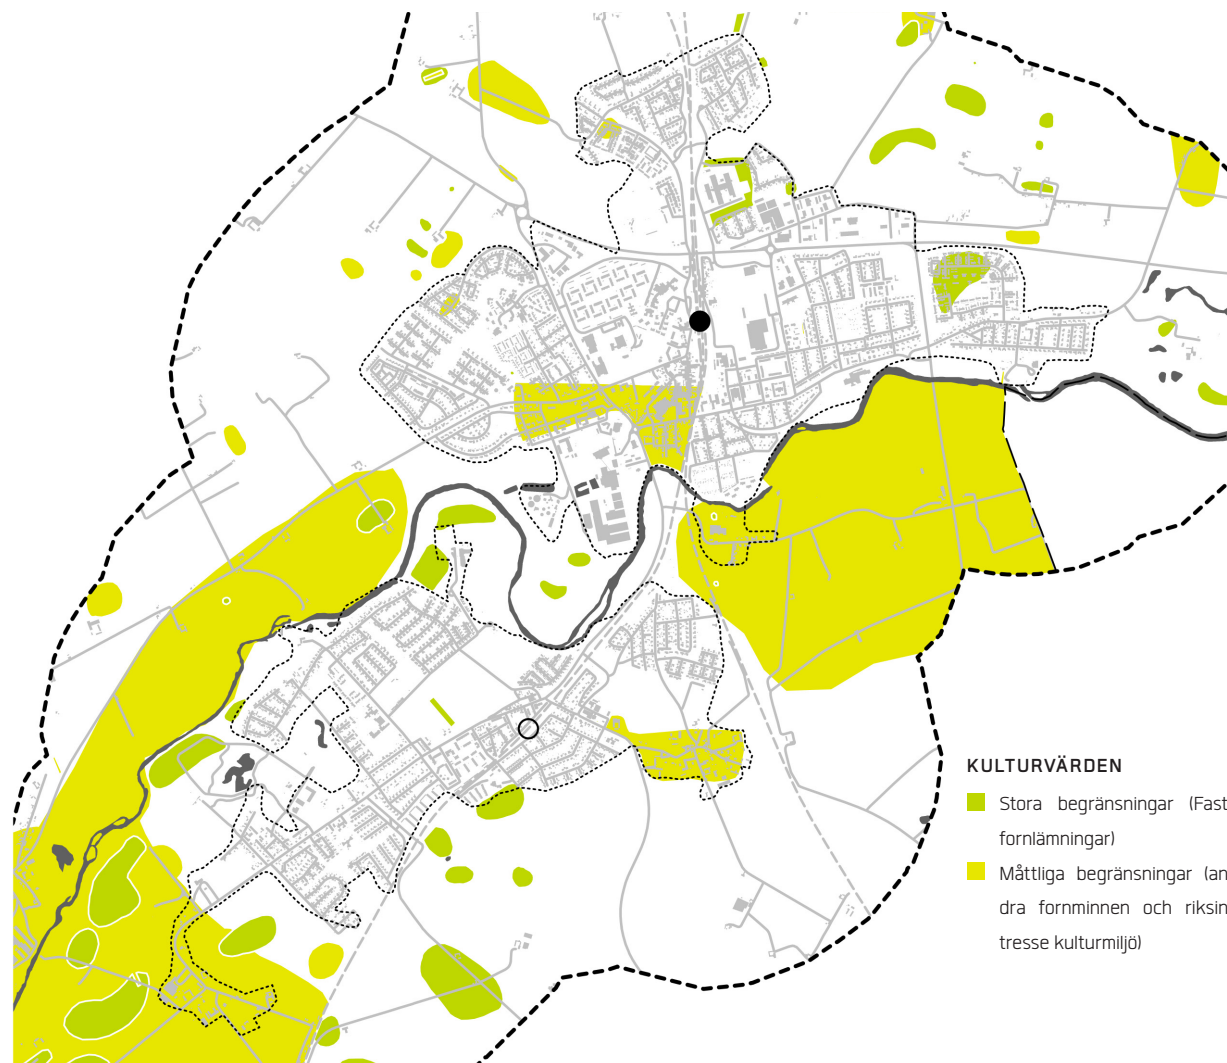 KULTURVÄRDEN
Stora begränsningar (Fast
fornlämningar)
Måttliga begränsningar (an
dra fornminnen och riksin
tresse kulturmiljö)